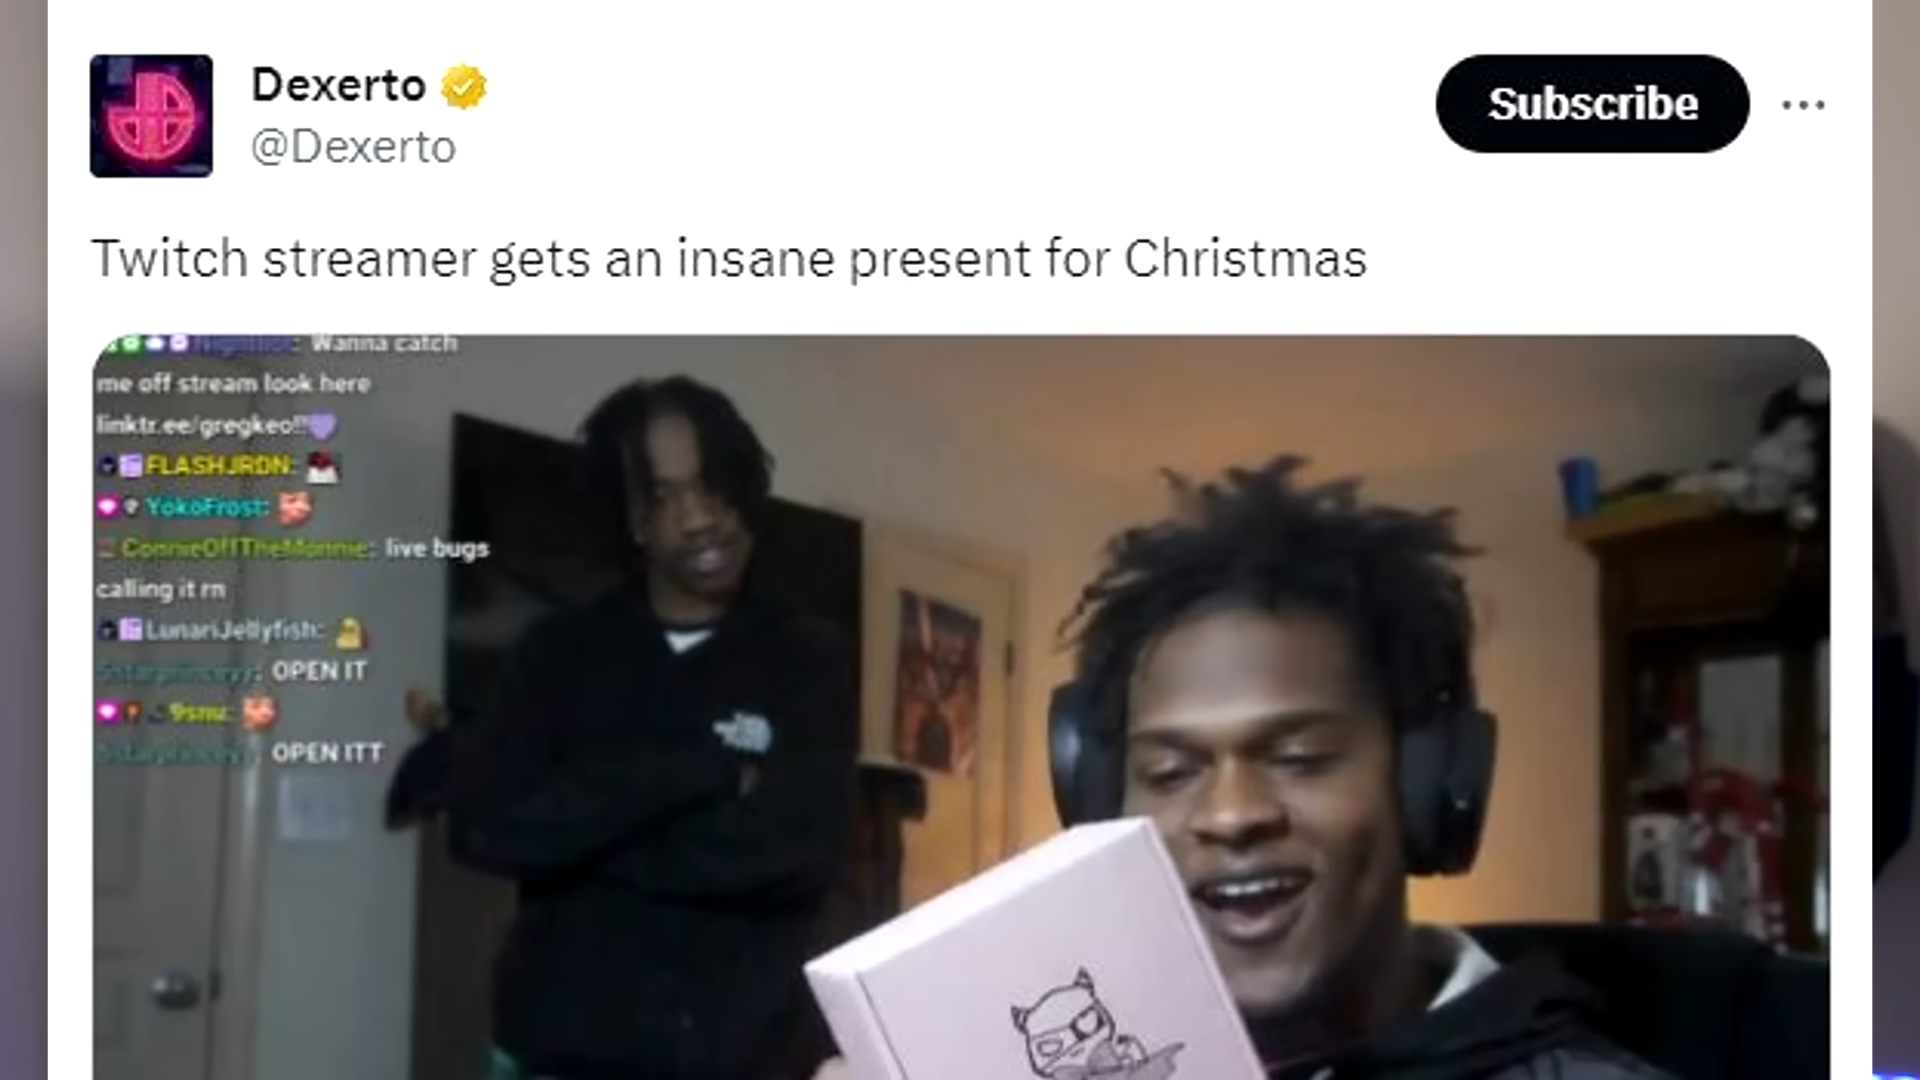 Dexerto
@Dexerto
Subscribe
Twitch streamer gets an insane present for Christmas
Wanna catch
me off stream look here
linktr.ee/gregkeo!!
FLASHJRDN:
YokoFrost:
ConnieOffTheMonnie: live bugs
calling it rn
LunariJellyfish:
OPEN IT
OPEN ITT